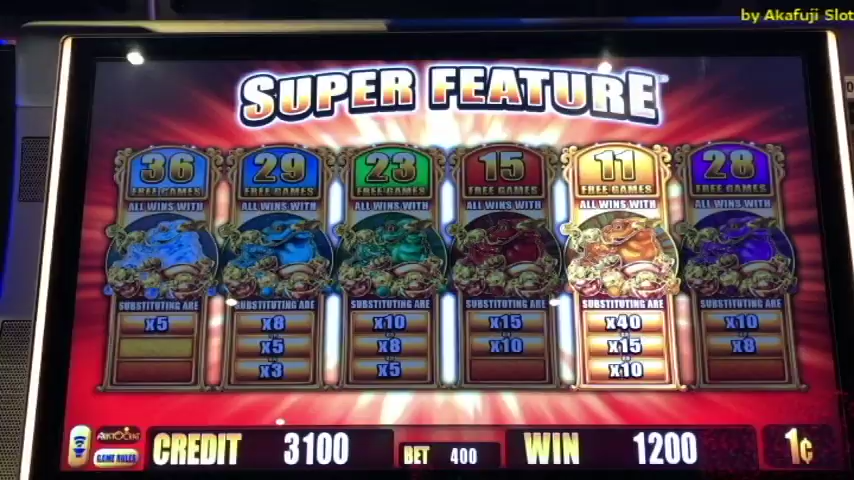 by Akafuji Slot
SUPER FEATURE
36 29 23 15 11 28
FREE GAMES FREE GAMES FREE GAMES FREE GAMES FREE GAMES FREE GAMES
ALL WINS WITH ALL WINS WITH ALL WINS WITH ALL WINS WITH ALL WINS WITH ALL WINS WITH
SUBSTITUTING ARE SUBSTITUTING ARE SUBSTITUTING ARE SUBSTITUTING ARE SUBSTITUTING ARE SUBSTITUTING ARE
x5 x8 x10 x15 x40 x10
x5 x8 x10 x15 x8
x3 x5 x10
ARISTOCRAT
GAME RULES
CREDIT 3100 BET 400 WIN 1200 1¢